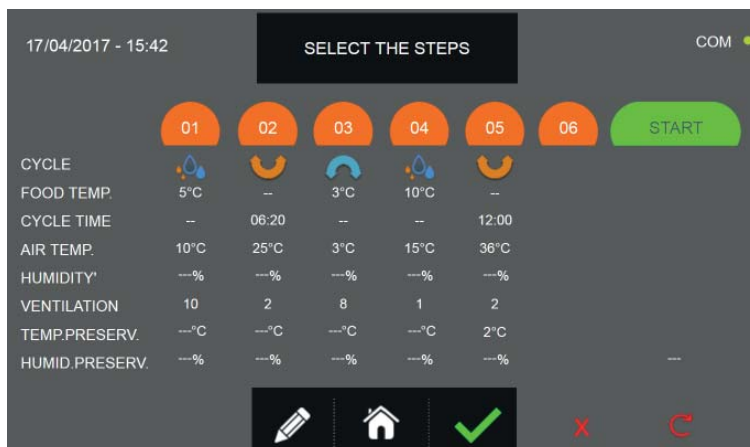 17/04/2017 - 15:42 SELECT THE STEPS COM
01 02 03 04 05 06 START
CYCLE
FOOD TEMP. 5°C -- 3°C 10°C --
CYCLE TIME -- 06:20 -- -- 12:00
AIR TEMP. 10°C 25°C 3°C 15°C 36°C
HUMIDITY' ---% ---% ---% ---% ---%
VENTILATION 10 2 8 1 2
TEMP.PRESERV. ---°C ---°C ---°C ---°C 2°C
HUMID.PRESERV. ---% ---% ---% ---% ---% ---
X